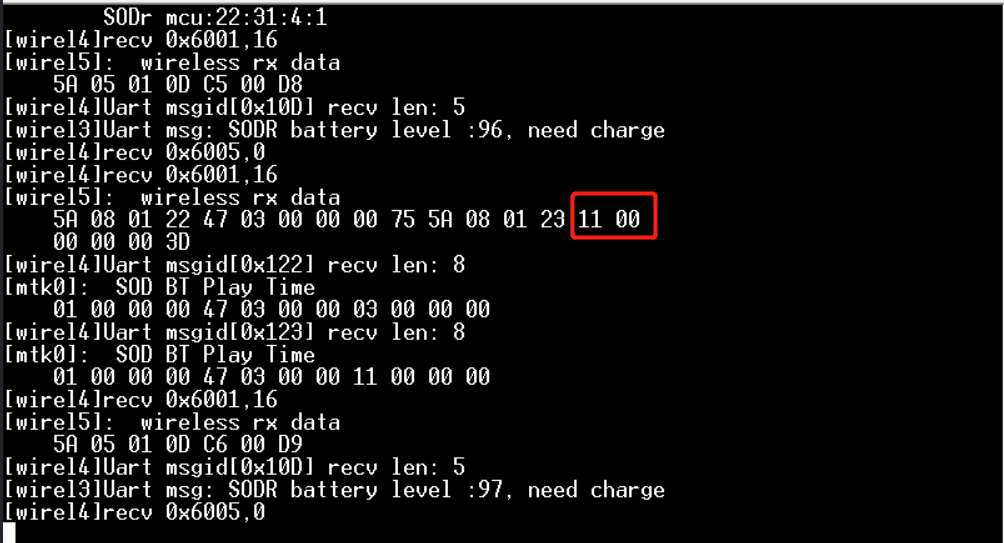 SODr mcu:22:31:4:1
[wirel4]recv 0x6001,16
[wirel5]:  wireless rx data
5A 05 01 0D C5 00 D8
[wirel4]Uart msgid[0x10D] recv len: 5
[wirel3]Uart msg: SODR battery level :96, need charge
[wirel4]recv 0x6005,0
[wirel4]recv 0x6001,16
[wirel5]:  wireless rx data
5A 08 01 22 47 03 00 00 00 75 5A 08 01 23 11 00
00 00 00 3D
[wirel4]Uart msgid[0x122] recv len: 8
[mtk0]:  SOD BT Play Time
01 00 00 00 47 03 00 00 03 00 00 00
[wirel4]Uart msgid[0x123] recv len: 8
[mtk0]:  SOD BT Play Time
01 00 00 00 47 03 00 00 11 00 00 00
[wirel4]recv 0x6001,16
[wirel5]:  wireless rx data
5A 05 01 0D C6 00 D9
[wirel4]Uart msgid[0x10D] recv len: 5
[wirel3]Uart msg: SODR battery level :97, need charge
[wirel4]recv 0x6005,0